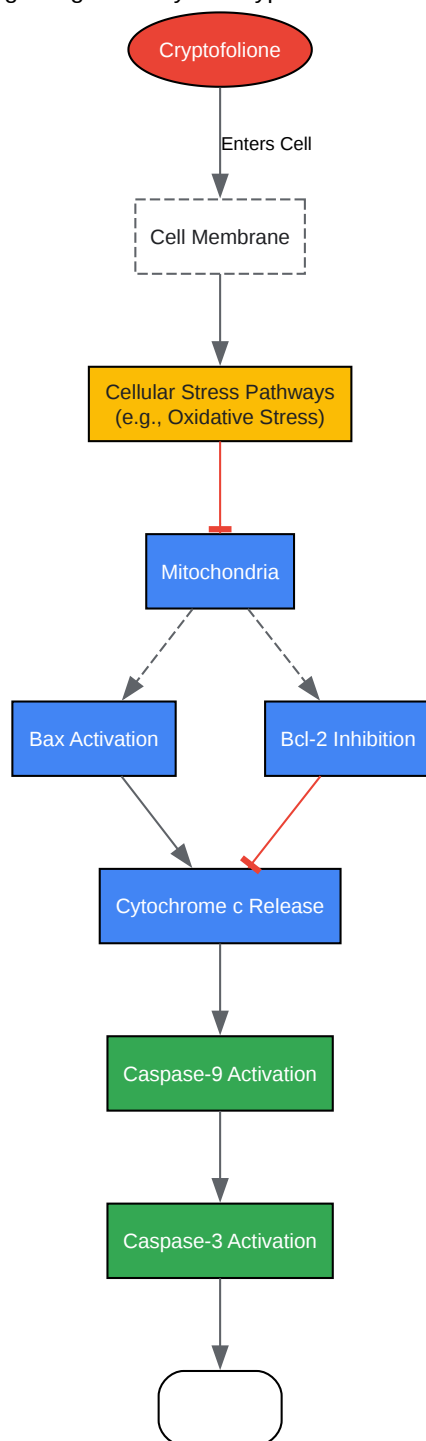 Cryptofolione
Enters Cell
Cell Membrane
Cellular Stress Pathways
(e.g., Oxidative Stress)
Mitochondria
Bax Activation
Bcl-2 Inhibition
Cytochrome c Release
Caspase-9 Activation
Caspase-3 Activation